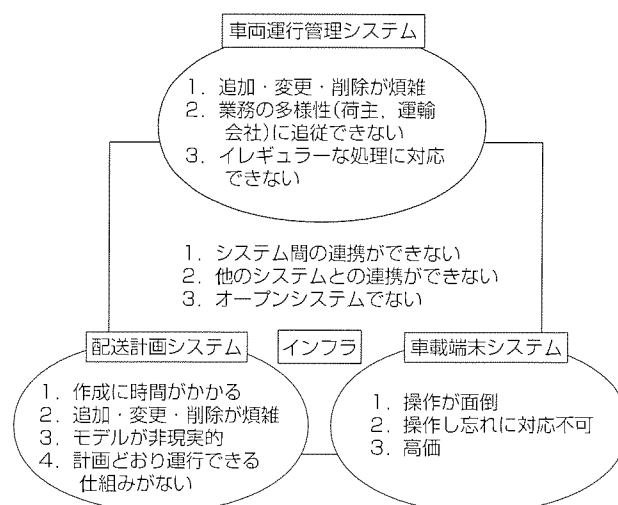 車両運行管理システム
1. 追加・変更・削除が煩雑
2. 業務の多様性(荷主, 運輸
会社)に追従できない
3. イレギュラーな処理に対応
できない
1. システム間の連携ができない
2. 他のシステムとの連携ができない
3. オープンシステムでない
配送計画システム
インフラ
車載端末システム
1. 作成に時間がかかる
2. 追加・変更・削除が煩雑
3. モデルが非現実的
4. 計画どおり運行できる
仕組みがない
1. 操作が面倒
2. 操作し忘れに対応不可
3. 高価